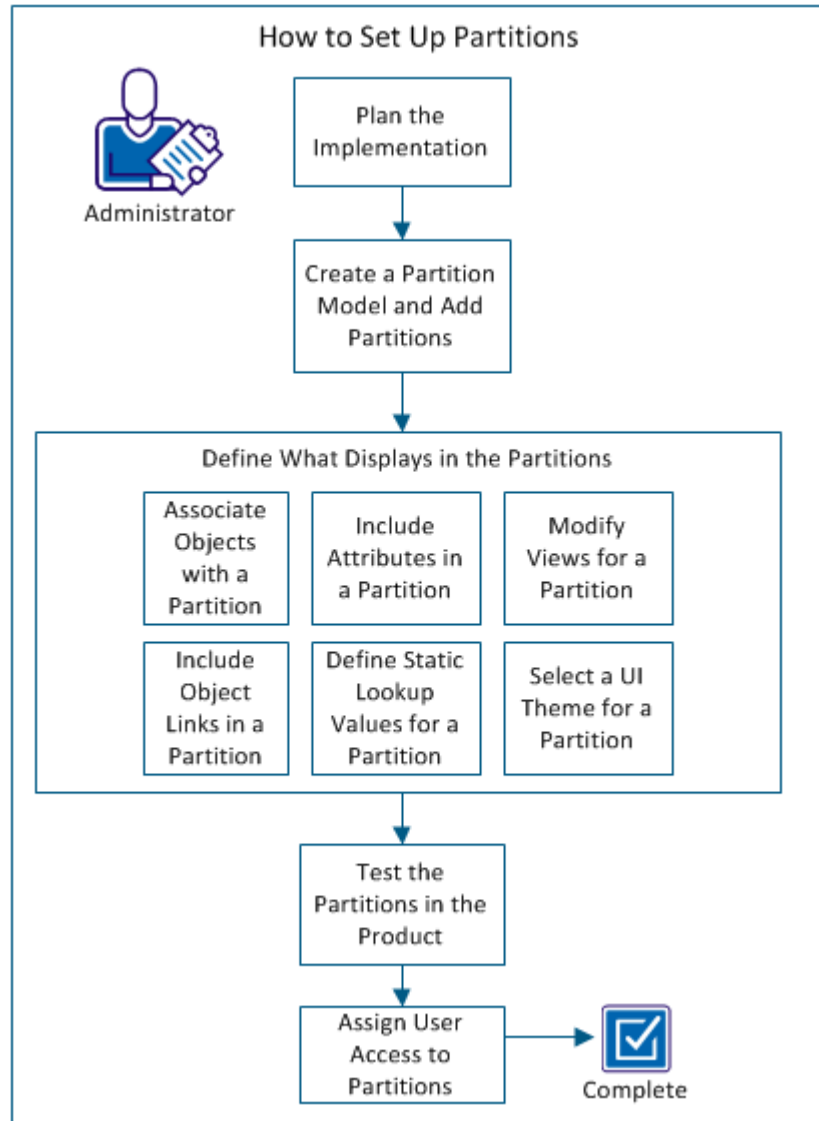 How to Set Up Partitions
Administrator
Plan the
Implementation
Create a Partition
Model and Add
Partitions
Define What Displays in the Partitions
Associate
Objects
with a
Partition
Include
Attributes in
a Partition
Modify
Views for a
Partition
Include
Object
Links in a
Partition
Define Static
Lookup
Values for a
Partition
Select a UI
Theme for a
Partition
Test the
Partitions in the
Product
Assign User
Access to
Partitions
Complete